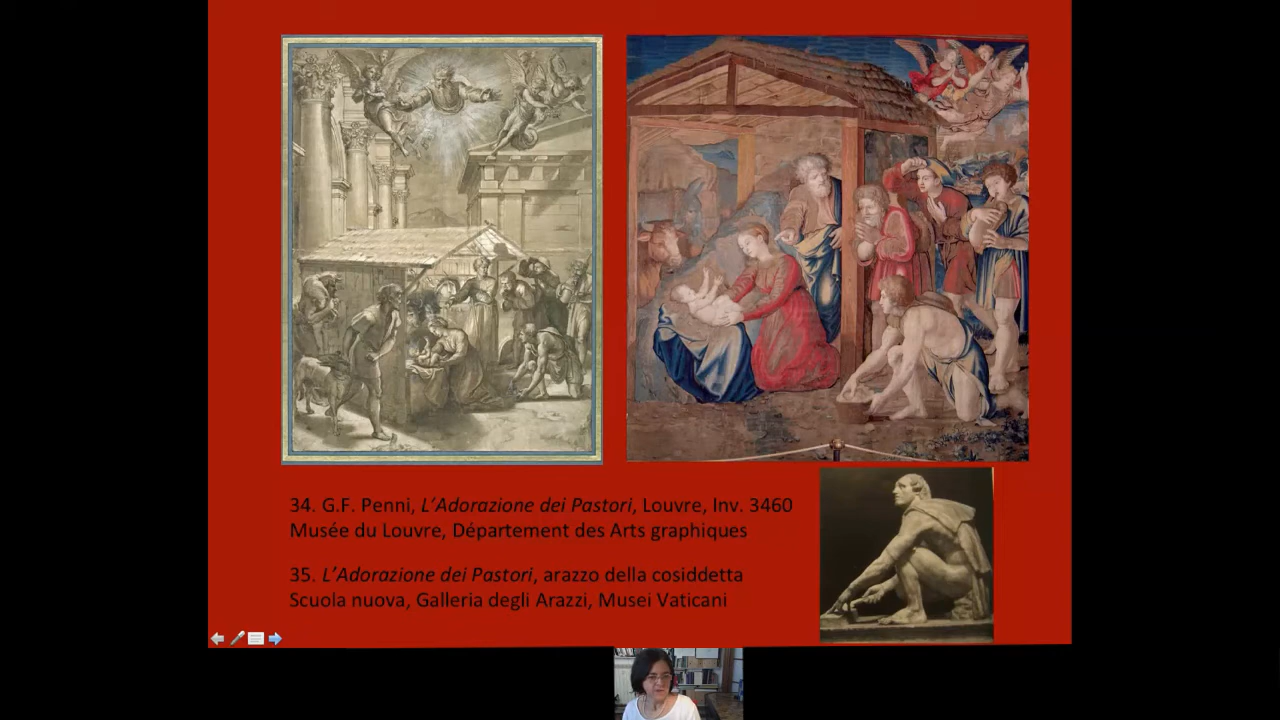 34. G.F. Penni, L’Adorazione dei Pastori, Louvre, Inv. 3460
Musée du Louvre, Département des Arts graphiques
35. L’Adorazione dei Pastori, arazzo della cosiddetta
Scuola nuova, Galleria degli Arazzi, Musei Vaticani